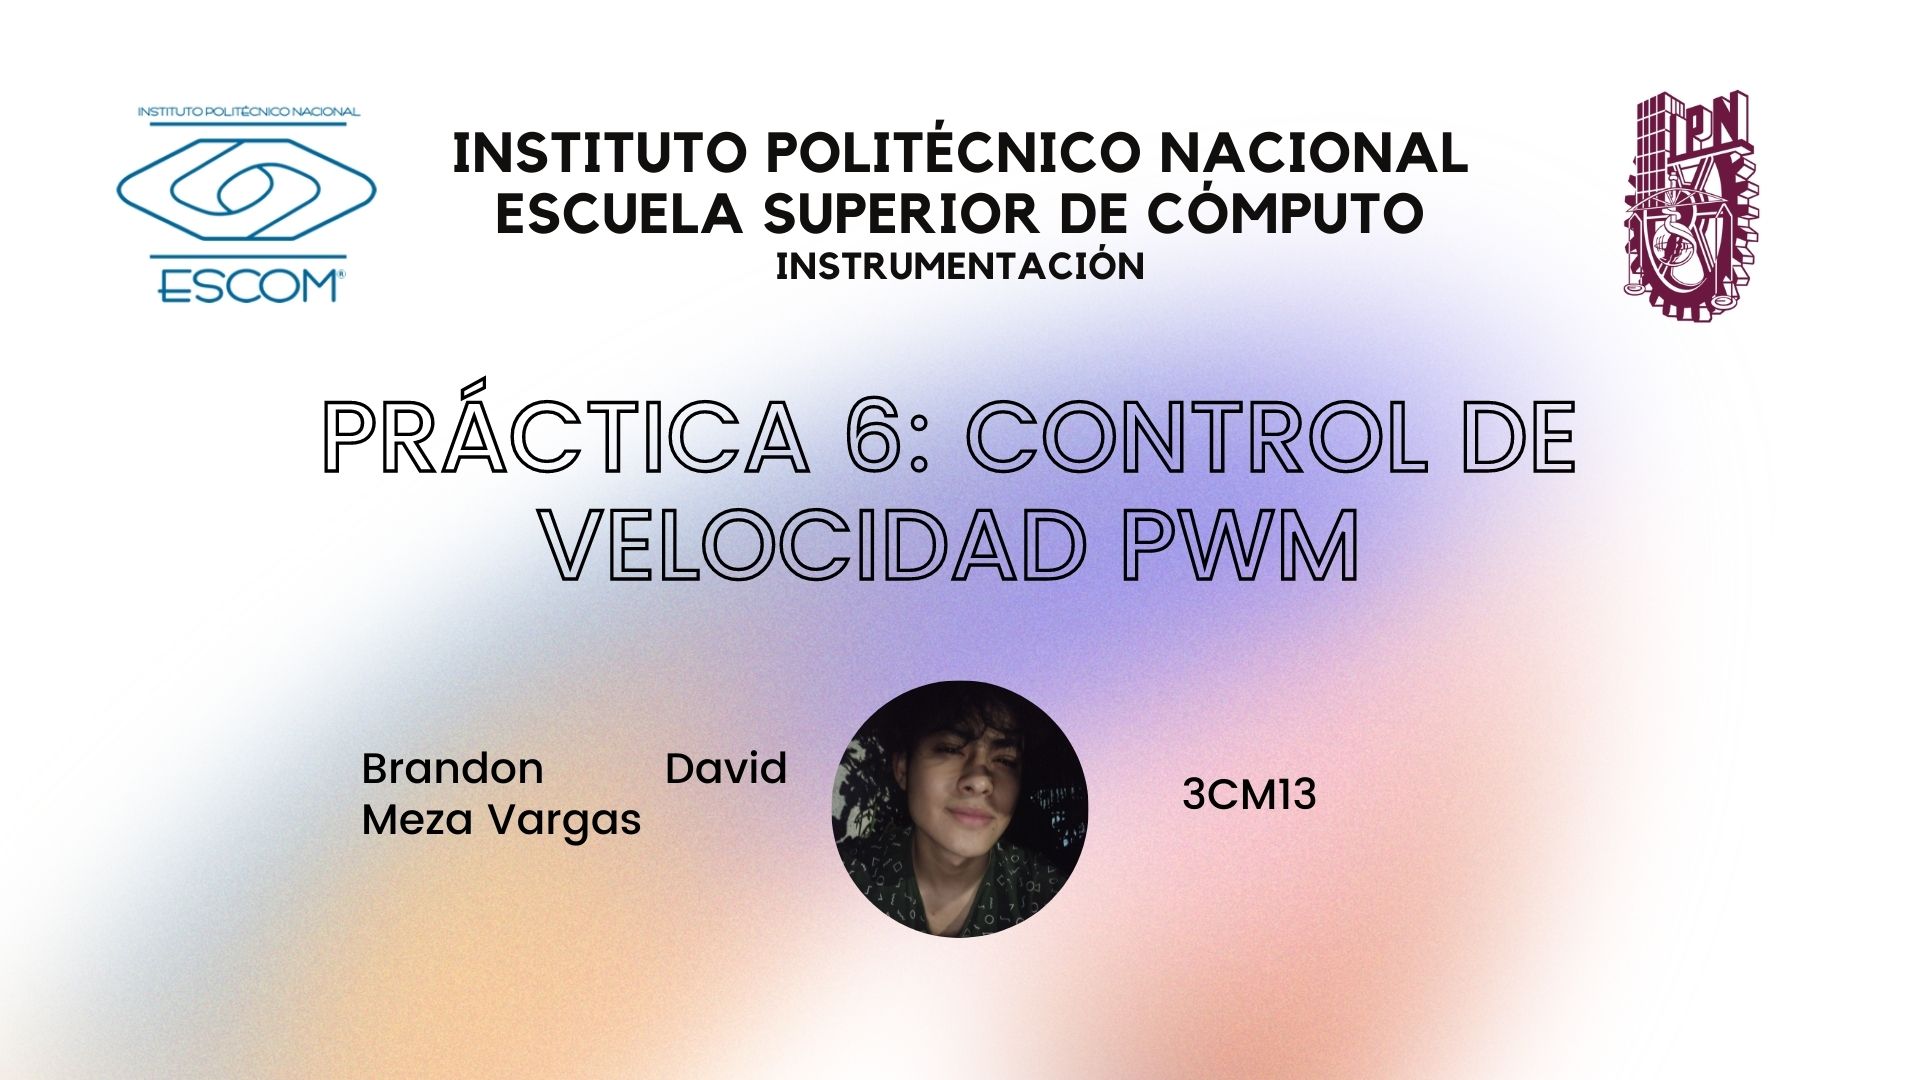 INSTITUTO POLITÉCNICO NACIONAL
ESCOM®
INSTITUTO POLITÉCNICO NACIONAL
ESCUELA SUPERIOR DE CÓMPUTO
INSTRUMENTACIÓN
IPN
PRÁCTICA 6: CONTROL DE
VELOCIDAD PWM
Brandon David
Meza Vargas
3CM13